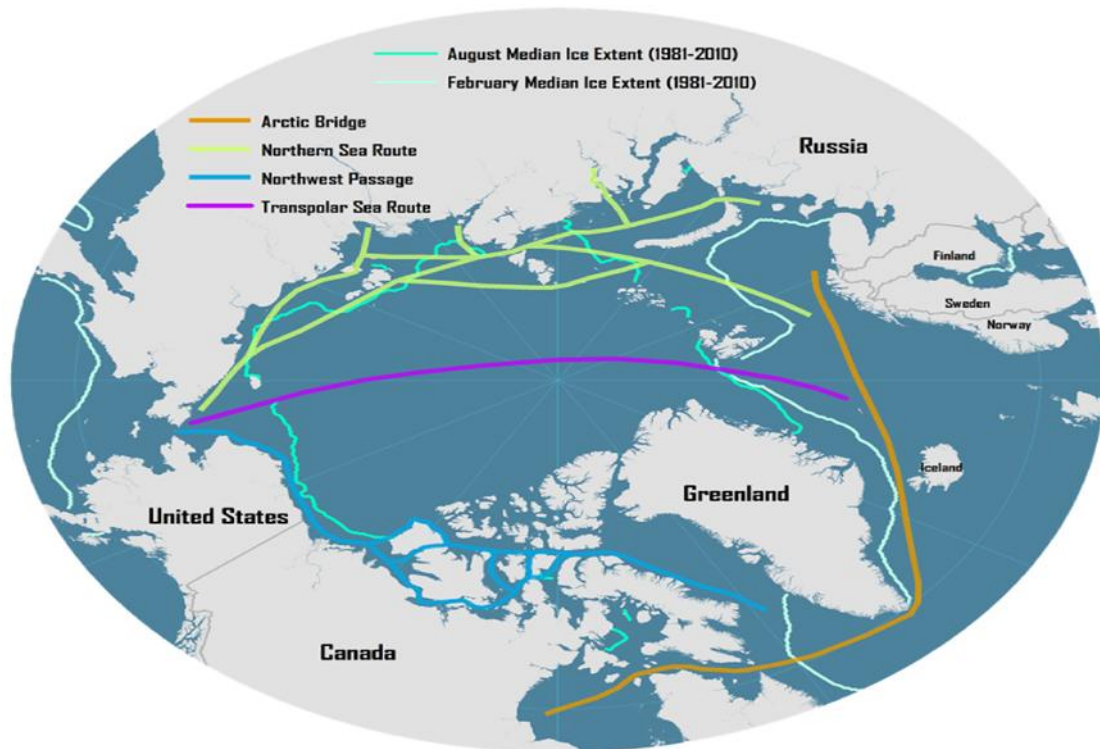 August Median Ice Extent (1981-2010)
February Median Ice Extent (1981-2010)
Arctic Bridge
Northern Sea Route
Northwest Passage
Transpolar Sea Route
Russia
Finland
Sweden
Norway
Iceland
Greenland
United States
Canada